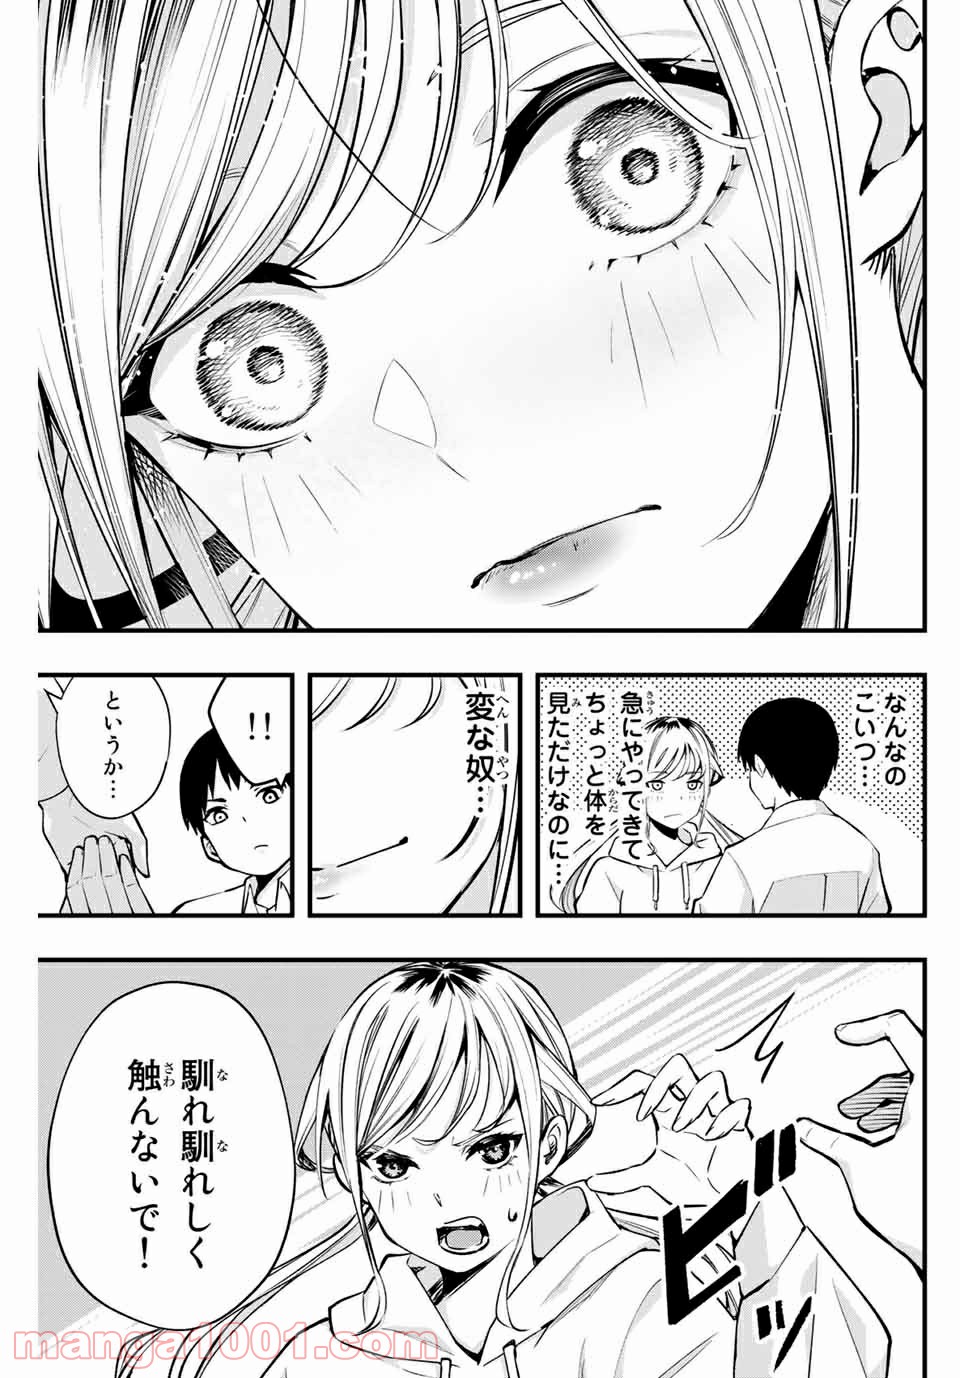 なんなの
こいつ…
急にやってきて
ちょっと体を
見ただけなのに…
変な奴…
!!
というか…
馴れ馴れしく
触んないで!
ビッ
manga1001.com